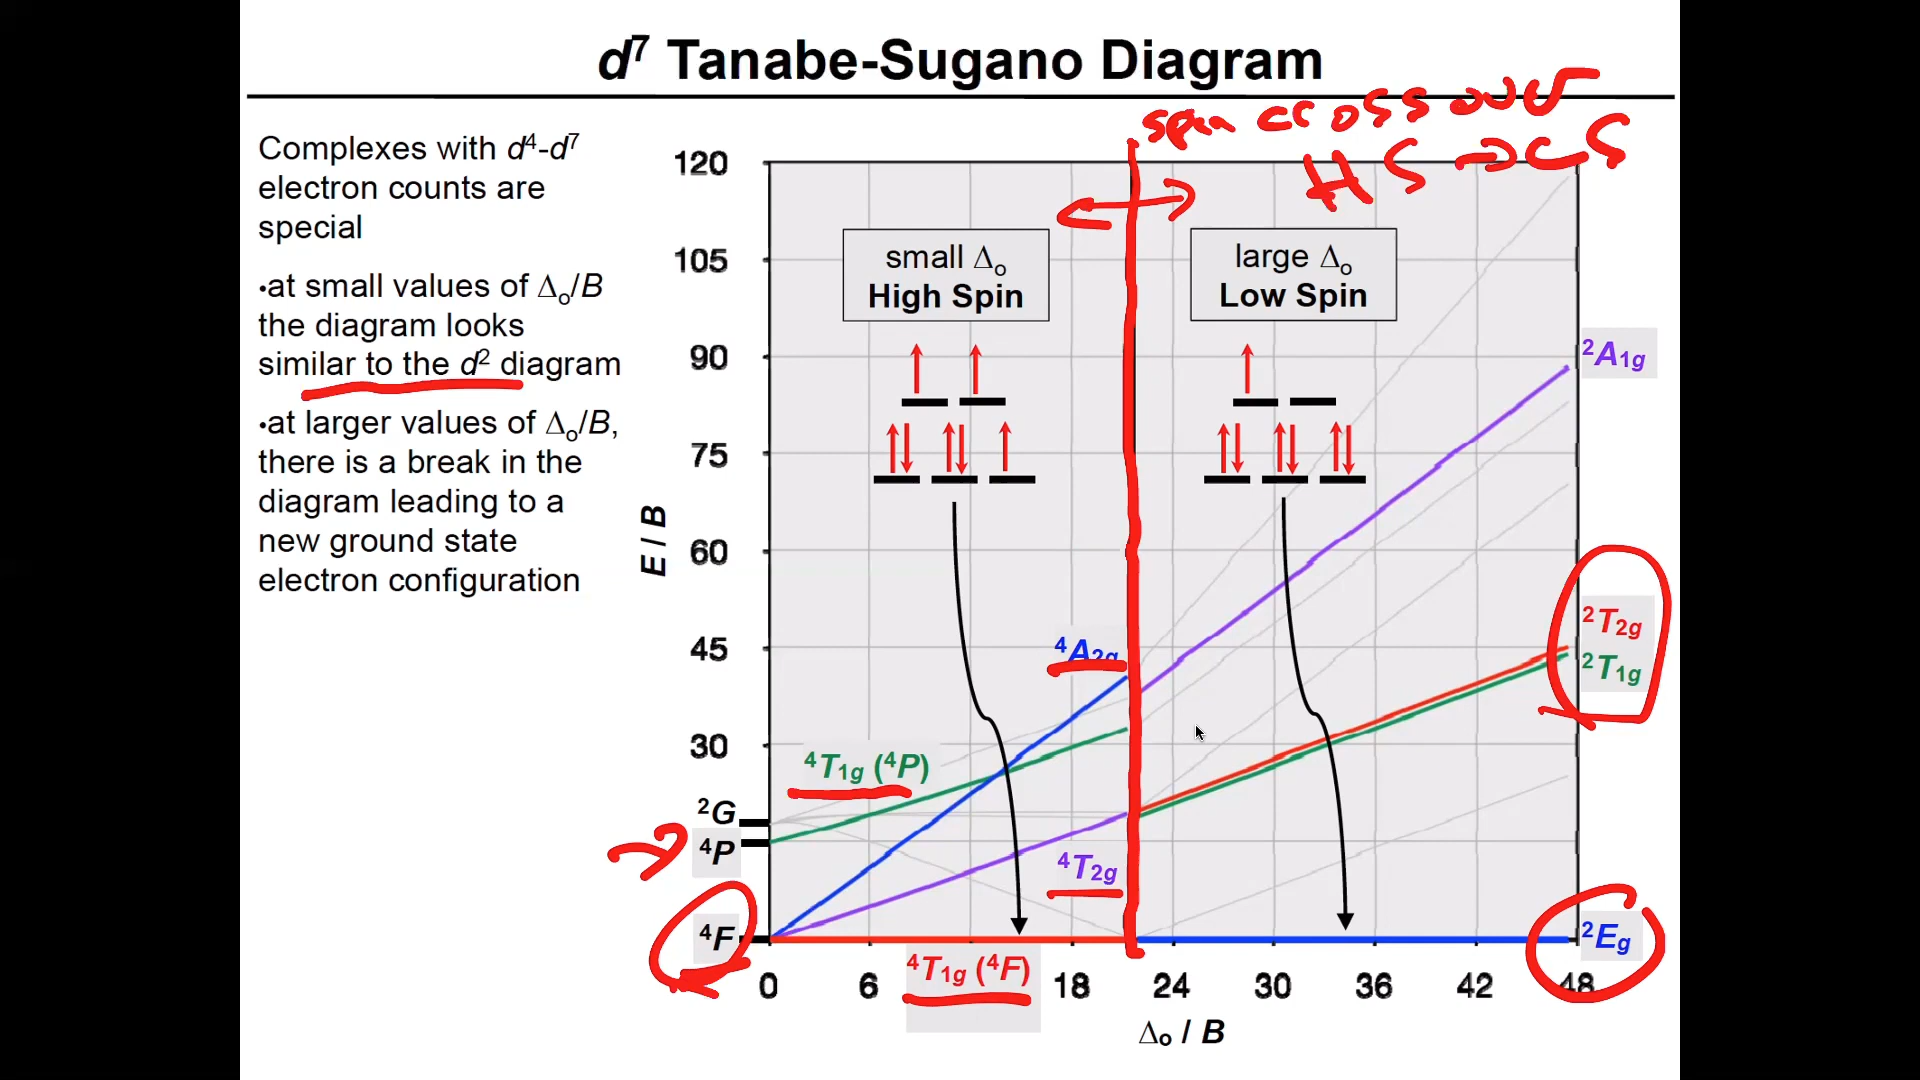 d⁷ Tanabe-Sugano Diagram
span cross over
HS → LS
Complexes with d⁴-d⁷
electron counts are
special
•at small values of Δₒ/B
the diagram looks
similar to the d² diagram
•at larger values of Δₒ/B,
there is a break in the
diagram leading to a
new ground state
electron configuration
small Δₒ
High Spin
large Δₒ
Low Spin
120
105
90
75
60
45
30
E / B
²G
⁴P
⁴F
⁴A₂g
⁴T₁g (⁴P)
⁴T₂g
⁴T₁g (⁴F)
²A₁g
²T₂g
²T₁g
²Eg
0 6 18 24 30 36 42 48
Δₒ / B